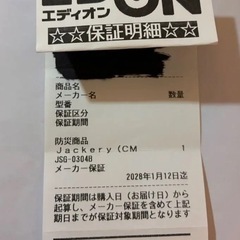 エディオン
☆☆保証明細☆☆
商品名
メーカー名 数量
型番
保証区分
保証期間
防災商品
Jackery(CM 1
JSG-0304B
メーカー保証
2028年1月12日迄
保証期間は購入日（お届け日）から
起算し、メーカー保証を含めて上記
期日までが保証対象期間となります